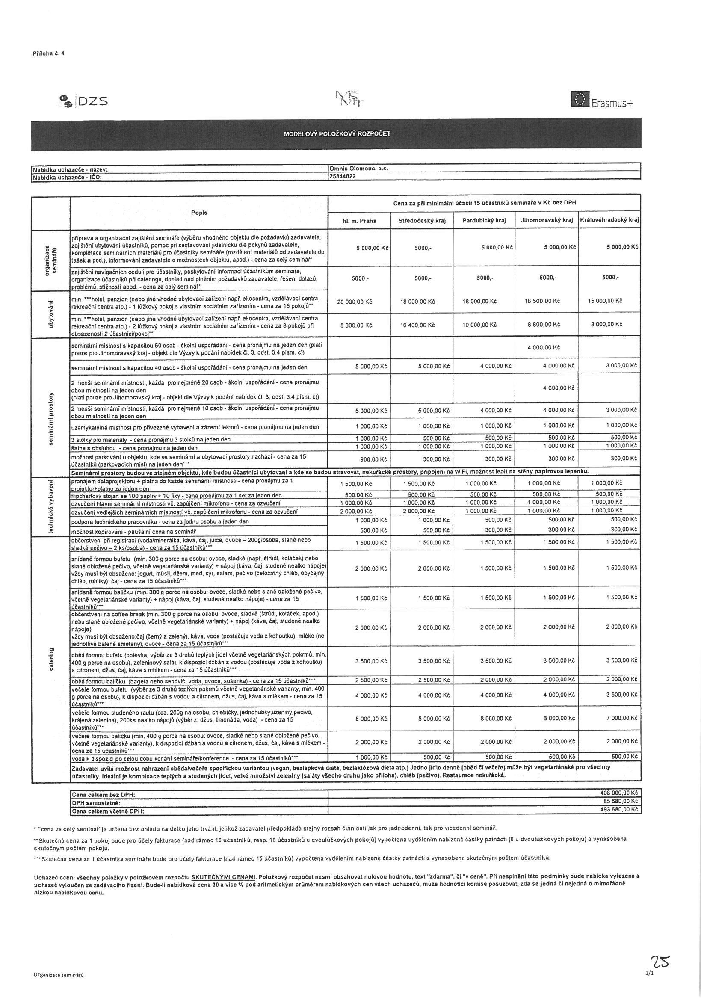 Příloha č. 4
DZS
MŠMT
Erasmus+
MODELOVÝ POLOŽKOVÝ ROZPOČET
Nabídka uchazeče - název: Omnis Olomouc, a.s.
Nabídka uchazeče - IČO: 25844822
Popis
Cena za při minimální účasti 15 účastníků semináře v Kč bez DPH
hl. m. Praha Středočeský kraj Pardubický kraj Jihomoravský kraj Královéhradecký kraj
organizace
seminářů
příprava a organizační zajištění semináře (výběru vhodného objektu dle požadavků zadavatele,
zajištění ubytování účastníků, pomoc při sestavování jídelníčku dle pokynů zadavatele,
kompletace seminárních materiálů pro účastníky semináře (rozdělení materiálů od zadavatele do
tašek a pod.), informování zadavatele o možnostech objektu, apod.) - cena za celý seminář*
5 000,00 Kč 5000,- 5 000,00 Kč 5 000,00 Kč 5 000,00 Kč
zajištění navigačních cedulí pro účastníky, poskytování informací účastníkům semináře,
organizace účastníků při cateringu, dohled nad plněním požadavků zadavatele, řešení dotazů,
problémů, stížností apod. - cena za celý seminář*
5000,- 5000,- 5000,- 5000,- 5000,-
ubytování
min. ***hotel, penzion (nebo jiné vhodné ubytovací zařízení např. ekocentra, vzdělávací centra,
rekreační centra atp.) - 1 lůžkový pokoj s vlastním sociálním zařízením - cena za 15 pokojů**
20 000,00 Kč 18 000,00 Kč 18 000,00 Kč 16 500,00 Kč 15 000,00 Kč
min. ***hotel, penzion (nebo jiné vhodné ubytovací zařízení např. ekocentra, vzdělávací centra,
rekreační centra atp.) - 2 lůžkový pokoj s vlastním sociálním zařízením - cena za 8 pokojů při
obsazenosti 2 účastníci/pokoj**
8 800,00 Kč 10 400,00 Kč 10 000,00 Kč 8 800,00 Kč 8 000,00 Kč
seminární prostory
seminární místnost s kapacitou 60 osob - školní uspořádání - cena pronájmu na jeden den (platí
pouze pro Jihomoravský kraj - objekt dle Výzvy k podání nabídek čl. 3, odst. 3.4 písm. c))
4 000,00 Kč
seminární místnost s kapacitou 40 osob - školní uspořádání - cena pronájmu na jeden den
5 000,00 Kč 5 000,00 Kč 4 000,00 Kč 4 000,00 Kč 3 000,00 Kč
2 menší seminární místnosti, každá pro nejméně 20 osob - školní uspořádání - cena pronájmu
obou místností na jeden den
(platí pouze pro Jihomoravský kraj - objekt dle Výzvy k podání nabídek čl. 3, odst. 3.4 písm. c))
4 000,00 Kč
2 menší seminární místnosti, každá pro nejméně 10 osob - školní uspořádání - cena pronájmu
obou místností na jeden den
5 000,00 Kč 5 000,00 Kč 4 000,00 Kč 4 000,00 Kč 3 000,00 Kč
uzamykatelná místnost pro přivezené vybavení a zázemí lektorů - cena pronájmu na jeden den
1 000,00 Kč 1 000,00 Kč 1 000,00 Kč 1 000,00 Kč 1 000,00 Kč
3 stolky pro materiály - cena pronájmu 3 stolků na jeden den
1 000,00 Kč 500,00 Kč 500,00 Kč 500,00 Kč 500,00 Kč
šatna s obsluhou - cena pronájmu na jeden den
1 000,00 Kč 1 000,00 Kč 1 000,00 Kč 1 000,00 Kč 1 000,00 Kč
možnost parkování u objektu, kde se seminární a ubytovací prostory nachází - cena za 15
účastníků (parkovacích míst) na jeden den***
900,00 Kč 300,00 Kč 300,00 Kč 300,00 Kč 300,00 Kč
Seminární prostory budou ve stejném objektu, kde budou účastníci ubytovaní a kde se budou stravovat, nekuřácké prostory, připojení na WiFi, možnost lepit na stěny papírovou lepenku.
technické vybavení
pronájem dataprojektoru + plátna do každé seminární místnosti - cena pronájmu za 1
projektor+plátno za jeden den
1 500,00 Kč 1 500,00 Kč 1 000,00 Kč 1 000,00 Kč 1 000,00 Kč
flipchartový stojan se 100 papíry + 10 fixy - cena pronájmu za 1 set za jeden den
500,00 Kč 500,00 Kč 500,00 Kč 500,00 Kč 500,00 Kč
ozvučení hlavní seminární místnosti vč. zapůjčení mikrofonu - cena za ozvučení
1 000,00 Kč 1 000,00 Kč 1 000,00 Kč 1 000,00 Kč 1 000,00 Kč
ozvučení vedlejších seminárních místností vč. zapůjčení mikrofonu - cena za ozvučení
2 000,00 Kč 2 000,00 Kč 1 000,00 Kč 1 000,00 Kč 1 000,00 Kč
podpora technického pracovníka - cena za jednu osobu a jeden den
1 000,00 Kč 1 000,00 Kč 500,00 Kč 500,00 Kč 500,00 Kč
možnost kopírování - paušální cena na seminář
500,00 Kč 500,00 Kč 300,00 Kč 300,00 Kč 300,00 Kč
catering
občerstvení při registraci (voda/minerálka, káva, čaj, juice, ovoce – 200g/osoba, slané nebo
sladké pečivo – 2 ks/osoba) - cena za 15 účastníků***
1 500,00 Kč 1 500,00 Kč 1 500,00 Kč 1 500,00 Kč 1 500,00 Kč
snídaně formou bufetu (min. 300 g porce na osobu: ovoce, sladké (např. štrůdl, koláček) nebo
slané obložené pečivo, včetně vegetariánské varianty) + nápoj (káva, čaj, studené nealko nápoje)
vždy musí být obsaženo: jogurt, müsli, džem, med, sýr, salám, pečivo (celozrnný chléb, obyčejný
chléb, rohlíky), čaj - cena za 15 účastníků***
2 000,00 Kč 2 000,00 Kč 1 500,00 Kč 1 500,00 Kč 1 500,00 Kč
snídaně formou balíčku (min. 300 g porce na osobu: ovoce, sladké nebo slané obložené pečivo,
včetně vegetariánské varianty) + nápoj (káva, čaj, studené nealko nápoje) - cena za 15
účastníků***
1 500,00 Kč 1 500,00 Kč 1 500,00 Kč 1 500,00 Kč 1 500,00 Kč
občerstvení na coffee break (min. 300 g porce na osobu: ovoce, sladké (štrůdl, koláček, apod.)
nebo slané obložené pečivo, včetně vegetariánské varianty) + nápoj (káva, čaj, studené nealko
nápoje)
vždy musí být obsaženo:čaj (černý a zelený), káva, voda (postačuje voda z kohoutku), mléko (ne
jednotlivě balené smetany), ovoce - cena za 15 účastníků***
2 000,00 Kč 2 000,00 Kč 2 000,00 Kč 2 000,00 Kč 2 000,00 Kč
oběd formou bufetu (polévka, výběr ze 3 druhů teplých jídel včetně vegetariánských pokrmů, min.
400 g porce na osobu), zeleninový salát, k dispozici džbán s vodou (postačuje voda z kohoutku)
a citronem, džus, čaj, káva s mlékem - cena za 15 účastníků***
3 500,00 Kč 3 500,00 Kč 3 500,00 Kč 3 500,00 Kč 3 500,00 Kč
oběd formou balíčku (bageta nebo sendvič, voda, ovoce, sušenka) - cena za 15 účastníků***
2 500,00 Kč 2 500,00 Kč 2 000,00 Kč 2 000,00 Kč 2 000,00 Kč
večeře formou bufetu (výběr ze 3 druhů teplých pokrmů včetně vegetariánské varianty, min. 400
g porce na osobu), k dispozici džbán s vodou a citronem, džus, čaj, káva s mlékem - cena za 15
účastníků***
4 000,00 Kč 4 000,00 Kč 4 000,00 Kč 4 000,00 Kč 3 500,00 Kč
večeře formou studeného rautu (cca. 200g na osobu, chlebíčky, jednohubky,uzeniny,pečivo,
krájená zelenina), 200ks nealko nápojů (výběr z: džus, limonáda, voda) - cena za 15
účastníků***
8 000,00 Kč 8 000,00 Kč 8 000,00 Kč 8 000,00 Kč 7 000,00 Kč
večeře formou balíčku (min. 400 g porce na osobu: ovoce, sladké nebo slané obložené pečivo,
včetně vegetariánské varianty), k dispozici džbán s vodou a citronem, džus, čaj, káva s mlékem -
cena za 15 účastníků***
2 000,00 Kč 2 000,00 Kč 2 000,00 Kč 2 000,00 Kč 2 000,00 Kč
voda k dispozici po celou dobu konání semináře/konference - cena za 15 účastníků***
1 000,00 Kč 500,00 Kč 500,00 Kč 500,00 Kč 500,00 Kč
Zadavatel uvítá možnost nahrazení oběda/večeře specifickou variantou (vegan, bezlepková dieta, bezlaktózová dieta atp.) Jedno jídlo denně (oběd či večeře) může být vegetariánské pro všechny
účastníky. Ideální je kombinace teplých a studených jídel, velké množství zeleniny (saláty všeho druhu jako příloha), chléb (pečivo). Restaurace nekuřácká.
Cena celkem bez DPH: 408 000,00 Kč
DPH samostatně: 85 680,00 Kč
Cena celkem včetně DPH: 493 680,00 Kč
* "cena za celý seminář"je určena bez ohledu na délku jeho trvání, jelikož zadavatel předpokládá stejný rozsah činnlostí jak pro jednodenní, tak pro vícedenní seminář.
**Skutečná cena za 1 pokoj bude pro účely fakturace (nad rámec 15 účastníků, resp. 16 účastníků u dvoulůžkových pokojů) vypočtena vydělením nabízené částky patnácti (8 u dvoulůžkových pokojů) a vynásobena
skutečným počtem pokojů.
***Skutečná cena za 1 účastníka semináře bude pro učely fakturace (nad rámec 15 účastníků) vypočtena vydělením nabízené částky patnácti a vynásobena skutečným počtem účastníků.
Uchazeč ocení všechny položky v položkovém rozpočtu SKUTEČNÝMI CENAMI. Položkový rozpočet nesmí obsahovat nulovou hodnotu, text "zdarma", či "v ceně". Při nesplnění této podmínky bude nabídka vyřazena a
uchazeč vyloučen ze zadávacího řízení. Bude-li nabídková cena 30 a více % pod aritmetickým průměrem nabídkových cen všech uchazečů, může hodnotící komise posuzovat, zda se jedná či nejedná o mimořádně
nízkou nabídkovou cenu.
25
Organizace seminářů 1/1